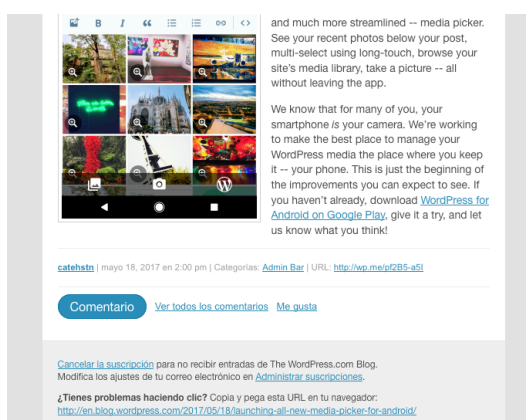 B I “
and much more streamlined -- media picker.
See your recent photos below your post,
multi-select using long-touch, browse your
site's media library, take a picture -- all
without leaving the app.
We know that for many of you, your
smartphone is your camera. We're working
to make the best place to manage your
WordPress media the place where you keep
it -- your phone. This is just the beginning of
the improvements you can expect to see. If
you haven't already, download WordPress for
Android on Google Play, give it a try, and let
us know what you think!
catehstn | mayo 18, 2017 en 2:00 pm | Categorías: Admin Bar | URL: http://wp.me/pf2B5-a5I
Comentario Ver todos los comentarios Me gusta
Cancelar la suscripción para no recibir entradas de The WordPress.com Blog.
Modifica los ajustes de tu correo electrónico en Administrar suscripciones.
¿Tienes problemas haciendo clic? Copia y pega esta URL en tu navegador:
http://en.blog.wordpress.com/2017/05/18/launching-all-new-media-picker-for-android/